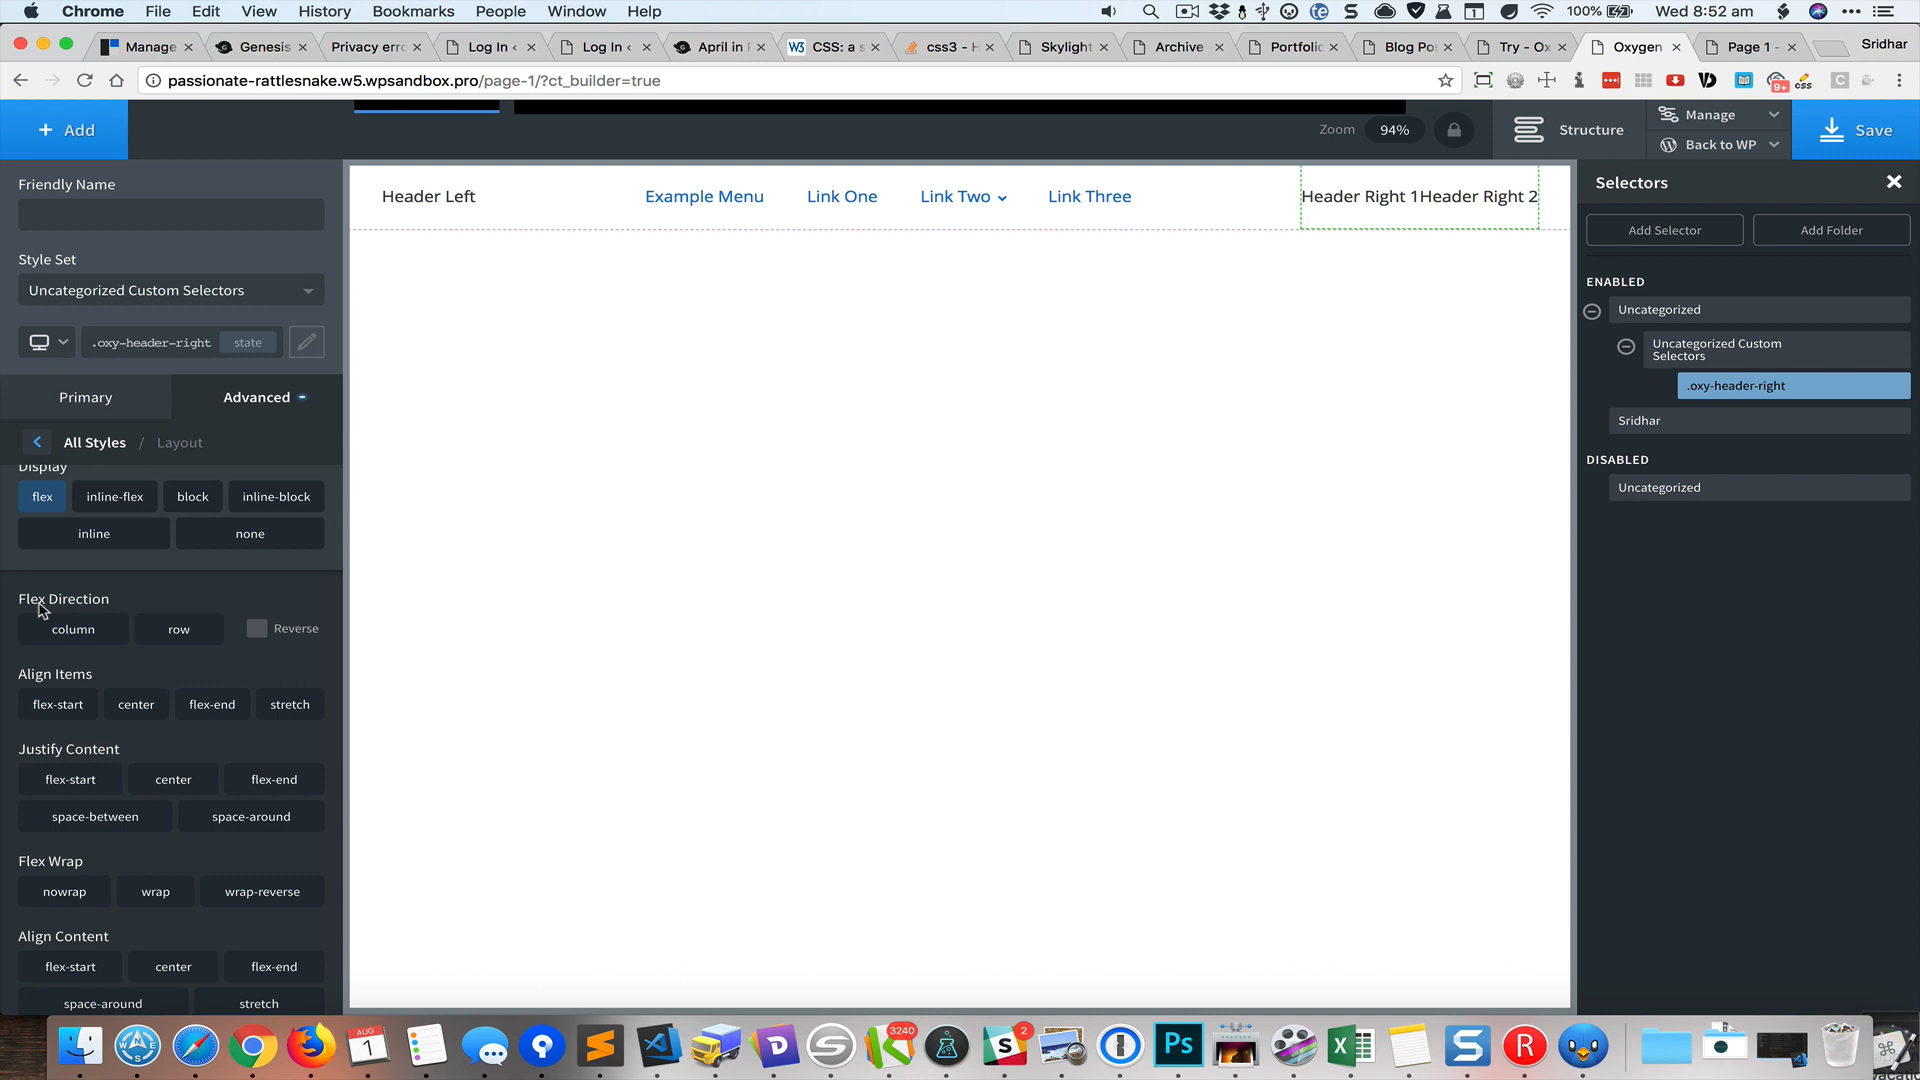 Chrome File Edit View History Bookmarks People Window Help 100% Wed 8:52 am
Manage Genesis Privacy erro Log In ‹ Log In ‹ April in W3 CSS: a s css3 - H Skylight Archive Portfolio Blog Po Try - Ox Oxygen Page 1 - Sridhar
passionate-rattlesnake.w5.wpsandbox.pro/page-1/?ct_builder=true
+ Add
Zoom 94%
Structure
Manage
Back to WP
Save
Friendly Name
Style Set
Uncategorized Custom Selectors
.oxy-header-right state
Primary Advanced
All Styles / Layout
Display
flex inline-flex block inline-block
inline none
Flex Direction
column row Reverse
Align Items
flex-start center flex-end stretch
Justify Content
flex-start center flex-end
space-between space-around
Flex Wrap
nowrap wrap wrap-reverse
Align Content
flex-start center flex-end
space-around stretch
Header Left Example Menu Link One Link Two Link Three Header Right 1Header Right 2
Selectors
Add Selector Add Folder
ENABLED
Uncategorized
Uncategorized Custom
Selectors
.oxy-header-right
Sridhar
DISABLED
Uncategorized
AUG
1
3240
2
Ps